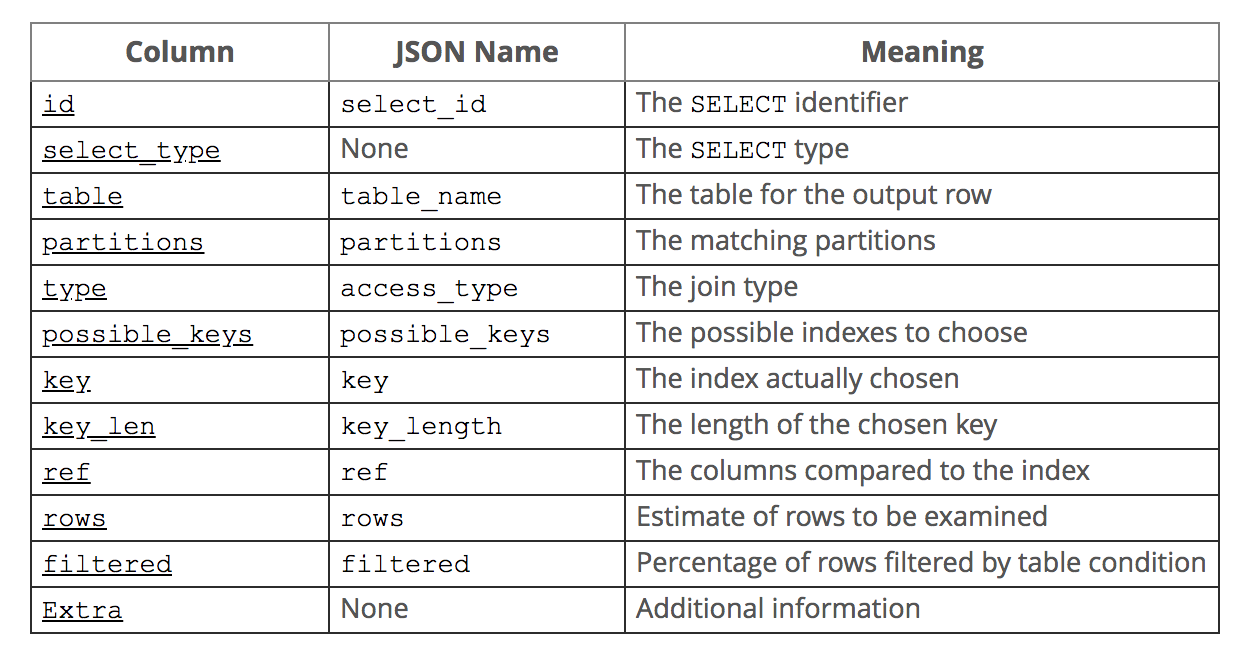 Column JSON Name Meaning
id select_id The SELECT identifier
select_type None The SELECT type
table table_name The table for the output row
partitions partitions The matching partitions
type access_type The join type
possible_keys possible_keys The possible indexes to choose
key key The index actually chosen
key_len key_length The length of the chosen key
ref ref The columns compared to the index
rows rows Estimate of rows to be examined
filtered filtered Percentage of rows filtered by table condition
Extra None Additional information